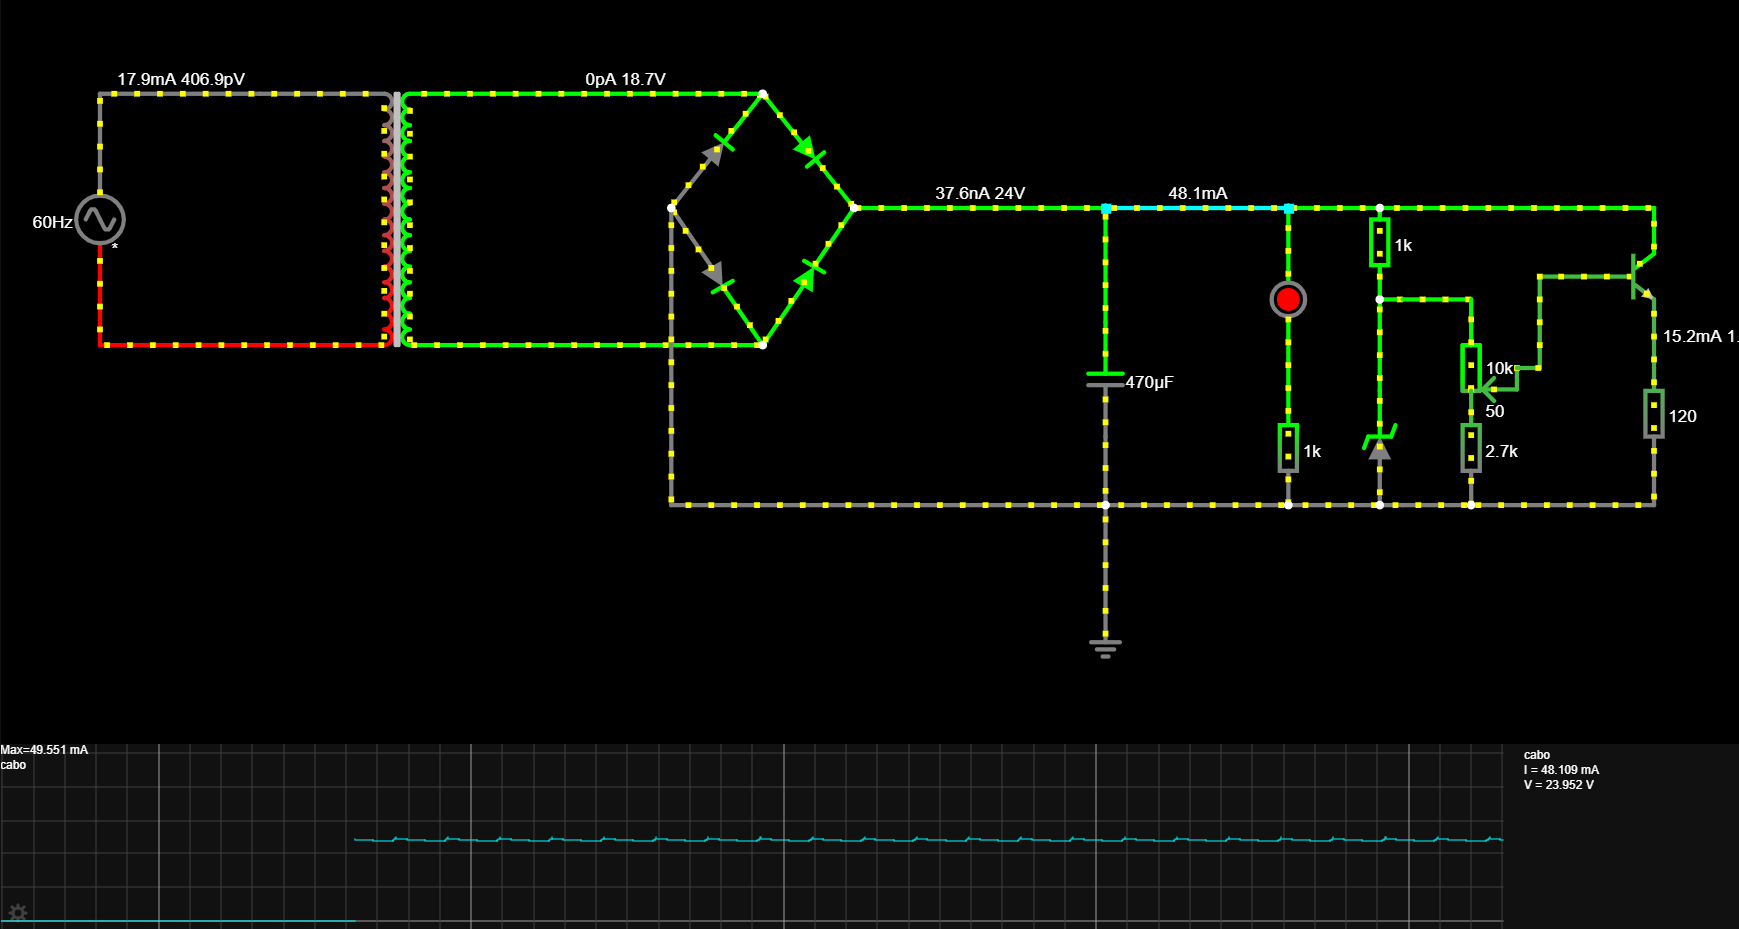 17.9mA 406.9pV
0pA 18.7V
37.6nA 24V
48.1mA
60Hz
*
1k
15.2mA 1.
10k
470μF
50
120
1k
2.7k
Max=49.551 mA
cabo
cabo
I = 48.109 mA
V = 23.952 V